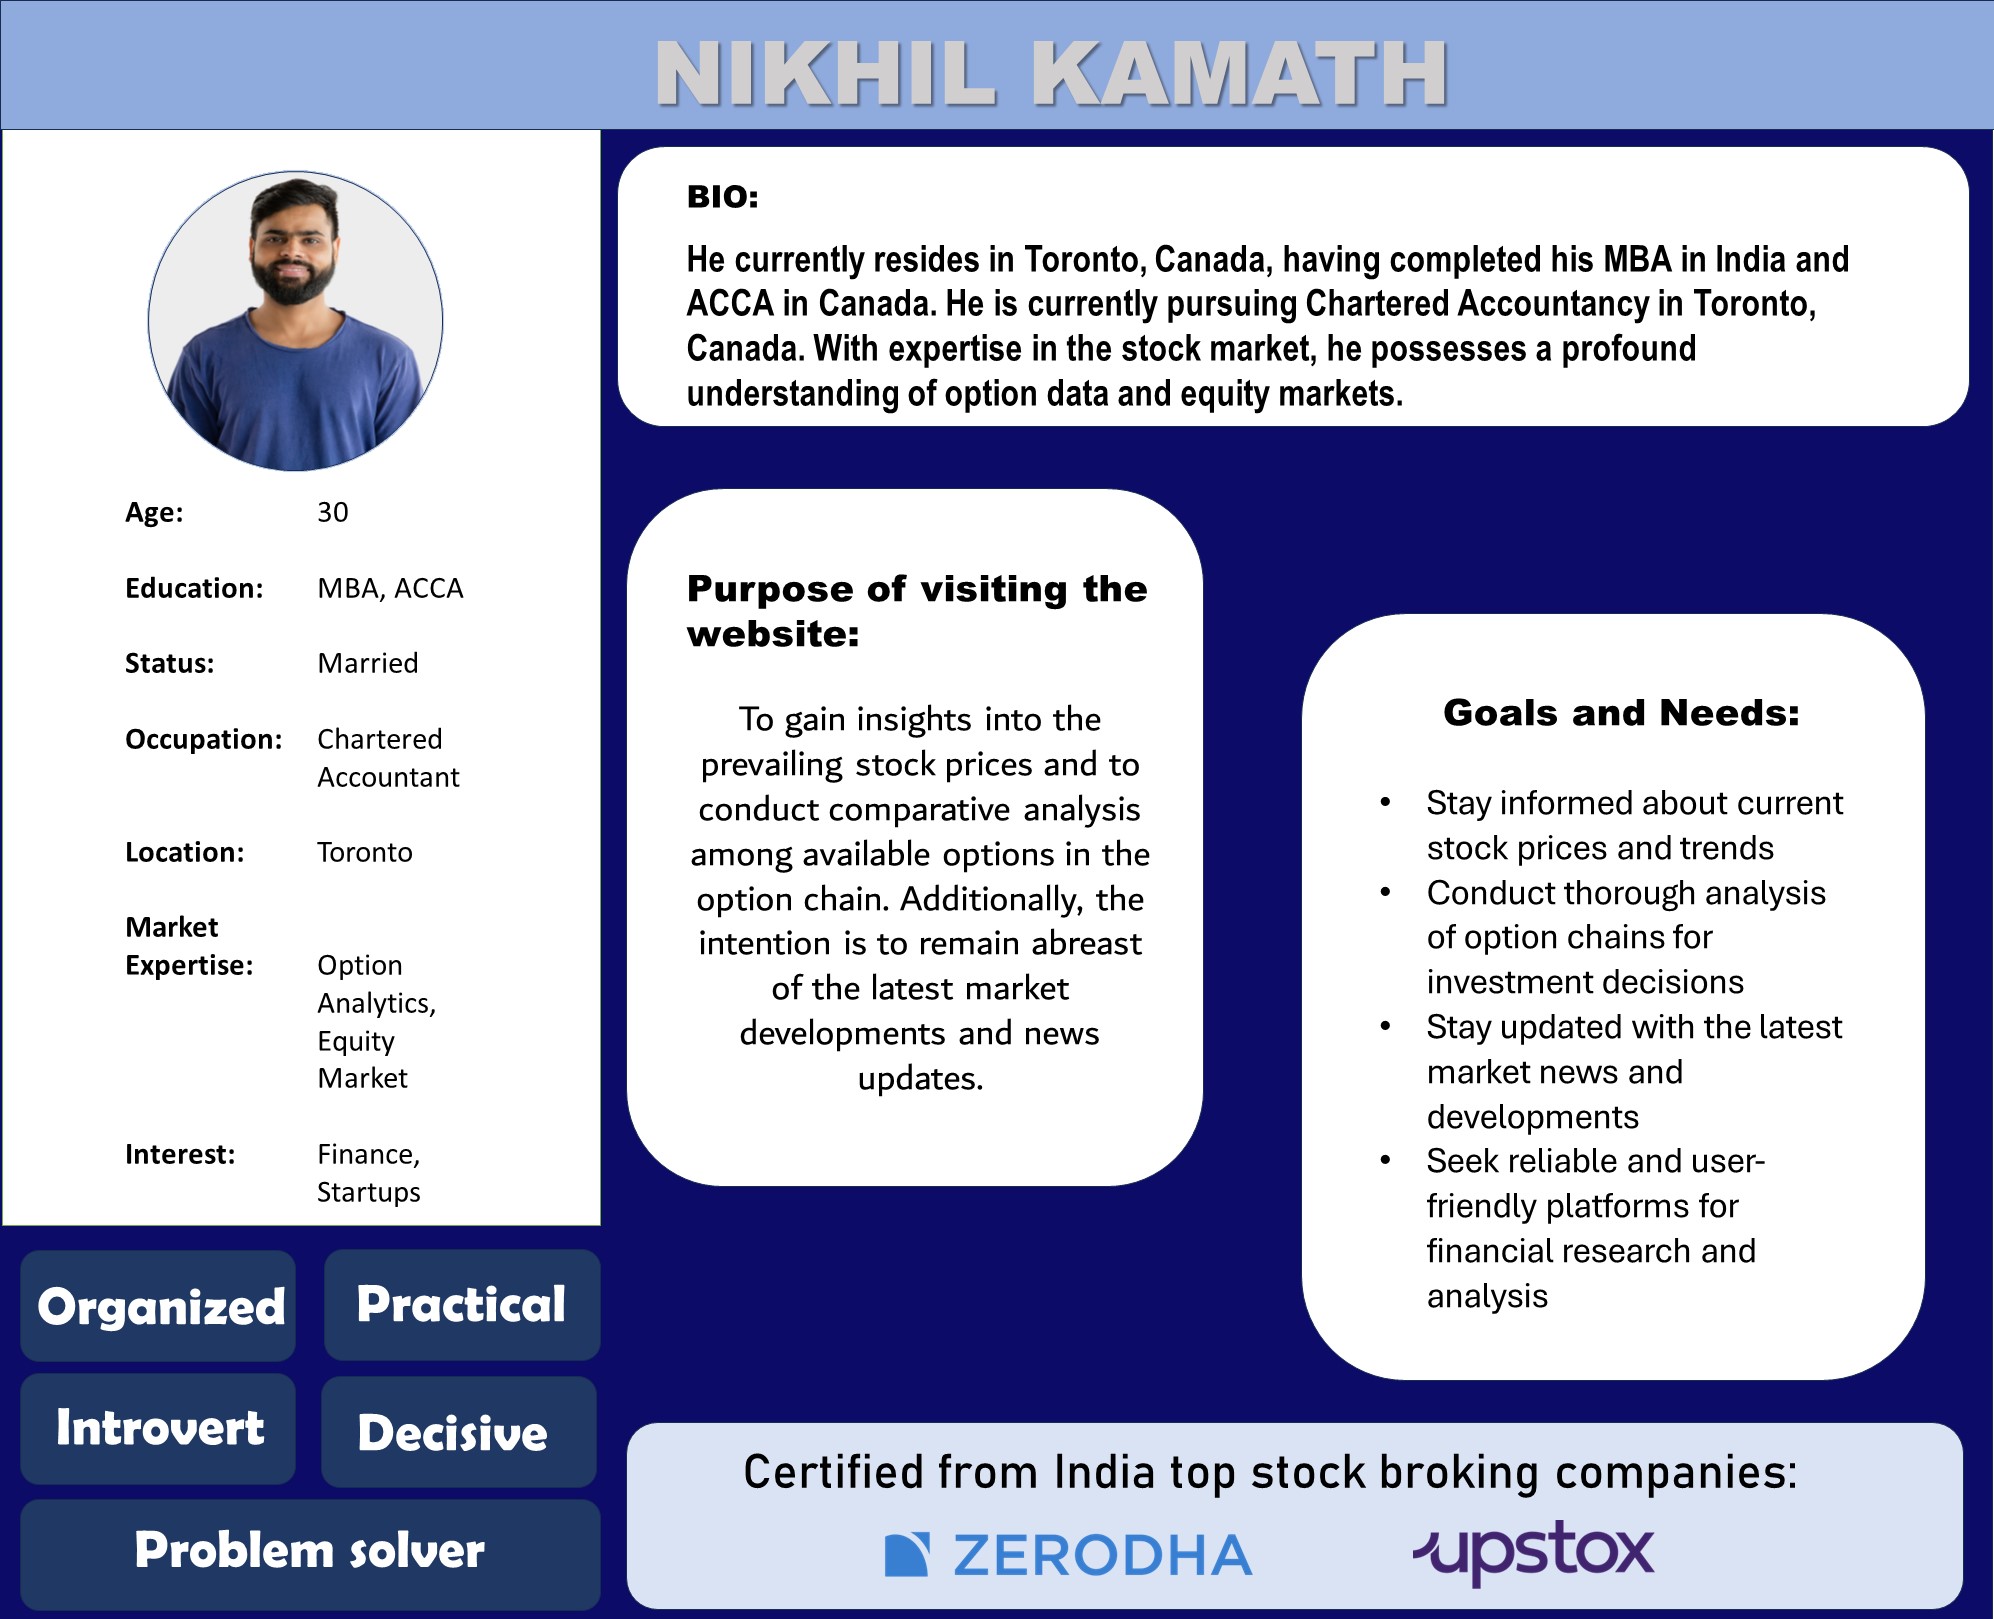 NIKHIL KAMATH
Age: 30
Education: MBA, ACCA
Status: Married
Occupation: Chartered
Accountant
Location: Toronto
Market
Expertise: Option
Analytics,
Equity
Market
Interest: Finance,
Startups
Organized
Practical
Introvert
Decisive
Problem solver
BIO:
He currently resides in Toronto, Canada, having completed his MBA in India and
ACCA in Canada. He is currently pursuing Chartered Accountancy in Toronto,
Canada. With expertise in the stock market, he possesses a profound
understanding of option data and equity markets.
Purpose of visiting the
website:
To gain insights into the
prevailing stock prices and to
conduct comparative analysis
among available options in the
option chain. Additionally, the
intention is to remain abreast
of the latest market
developments and news
updates.
Goals and Needs:
• Stay informed about current
stock prices and trends
• Conduct thorough analysis
of option chains for
investment decisions
• Stay updated with the latest
market news and
developments
• Seek reliable and user-
friendly platforms for
financial research and
analysis
Certified from India top stock broking companies:
ZERODHA
upstox